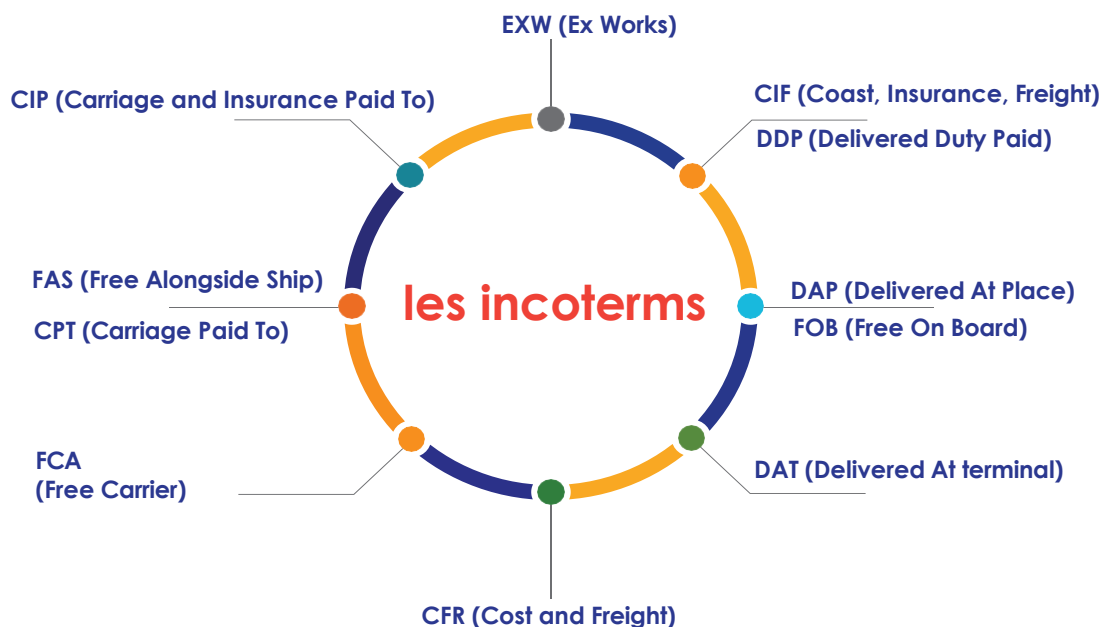 EXW (Ex Works)
CIP (Carriage and Insurance Paid To)
CIF (Coast, Insurance, Freight)
DDP (Delivered Duty Paid)
FAS (Free Alongside Ship)
CPT (Carriage Paid To)
les incoterms
DAP (Delivered At Place)
FOB (Free On Board)
FCA
(Free Carrier)
DAT (Delivered At terminal)
CFR (Cost and Freight)